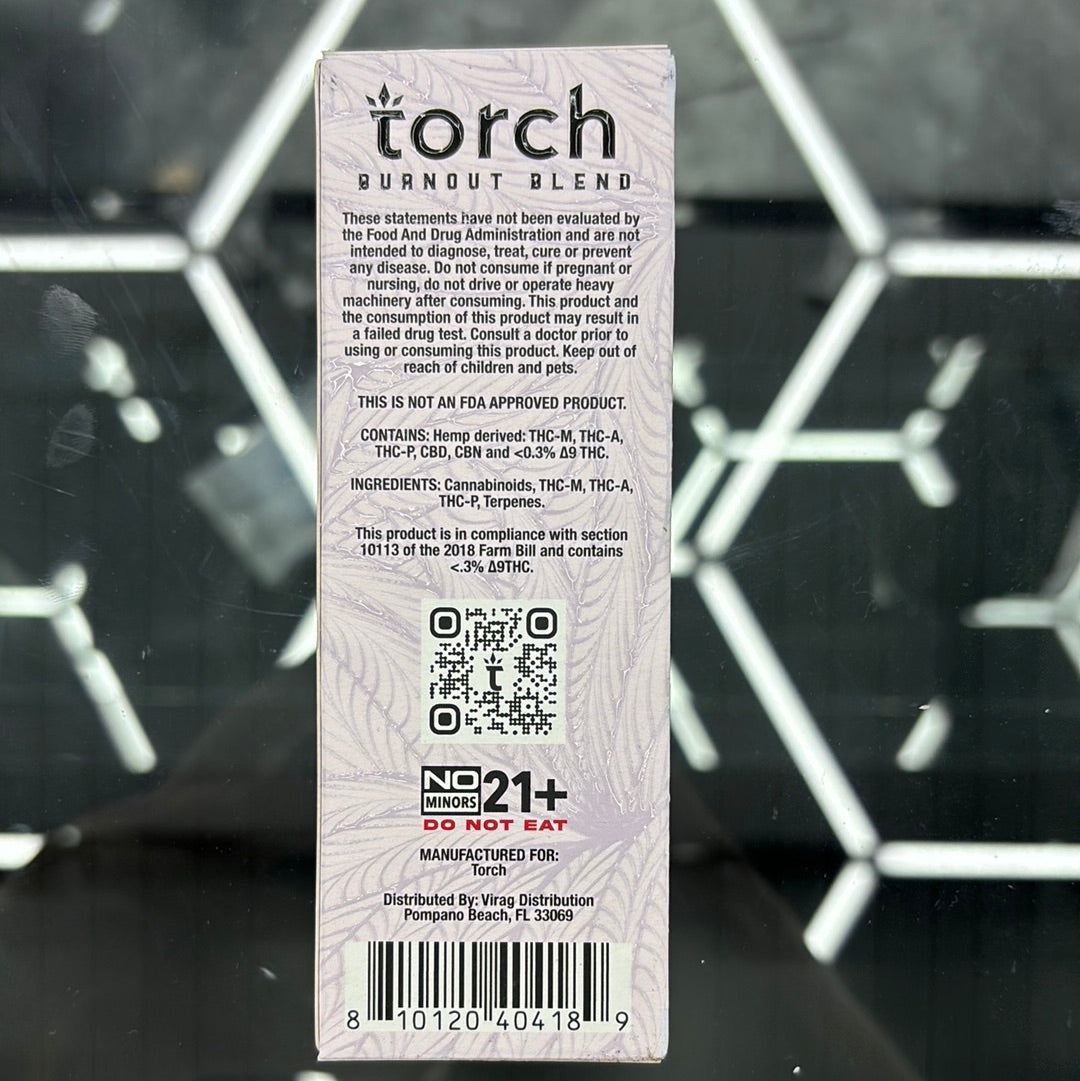 torch
BURNOUT BLEND
These statements have not been evaluated by
the Food And Drug Administration and are not
intended to diagnose, treat, cure or prevent
any disease. Do not consume if pregnant or
nursing, do not drive or operate heavy
machinery after consuming. This product and
the consumption of this product may result in
a failed drug test. Consult a doctor prior to
using or consuming this product. Keep out of
reach of children and pets.
THIS IS NOT AN FDA APPROVED PRODUCT.
CONTAINS: Hemp derived: THC-M, THC-A,
THC-P, CBD, CBN and <0.3% Δ9 THC.
INGREDIENTS: Cannabinoids, THC-M, THC-A,
THC-P, Terpenes.
This product is in compliance with section
10113 of the 2018 Farm Bill and contains
<.3% Δ9THC.
t
NO MINORS 21+
DO NOT EAT
MANUFACTURED FOR:
Torch
Distributed By: Virag Distribution
Pompano Beach, FL 33069
8 10120 40418 9